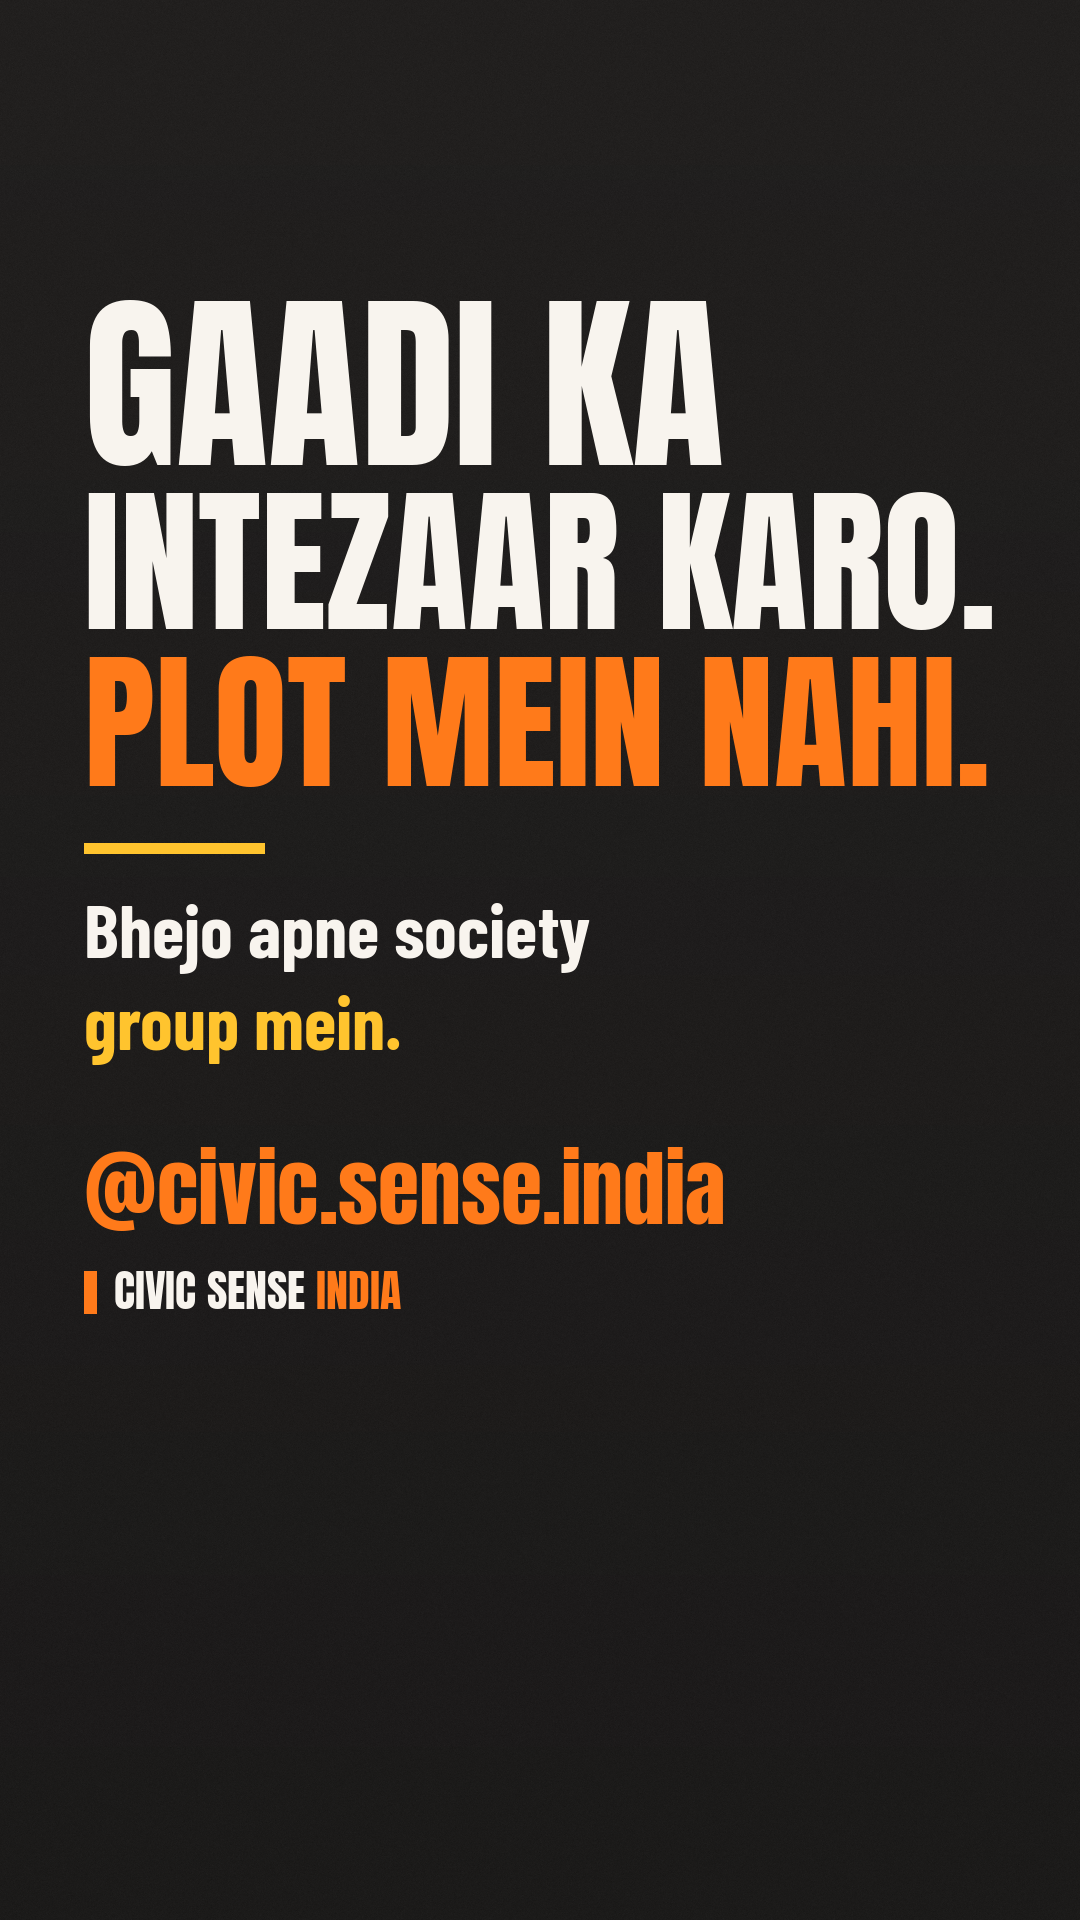 GAADI KA
INTEZAAR KARO.
PLOT MEIN NAHI.
Bhejo apne society
group mein.
@civic.sense.india
CIVIC SENSE INDIA